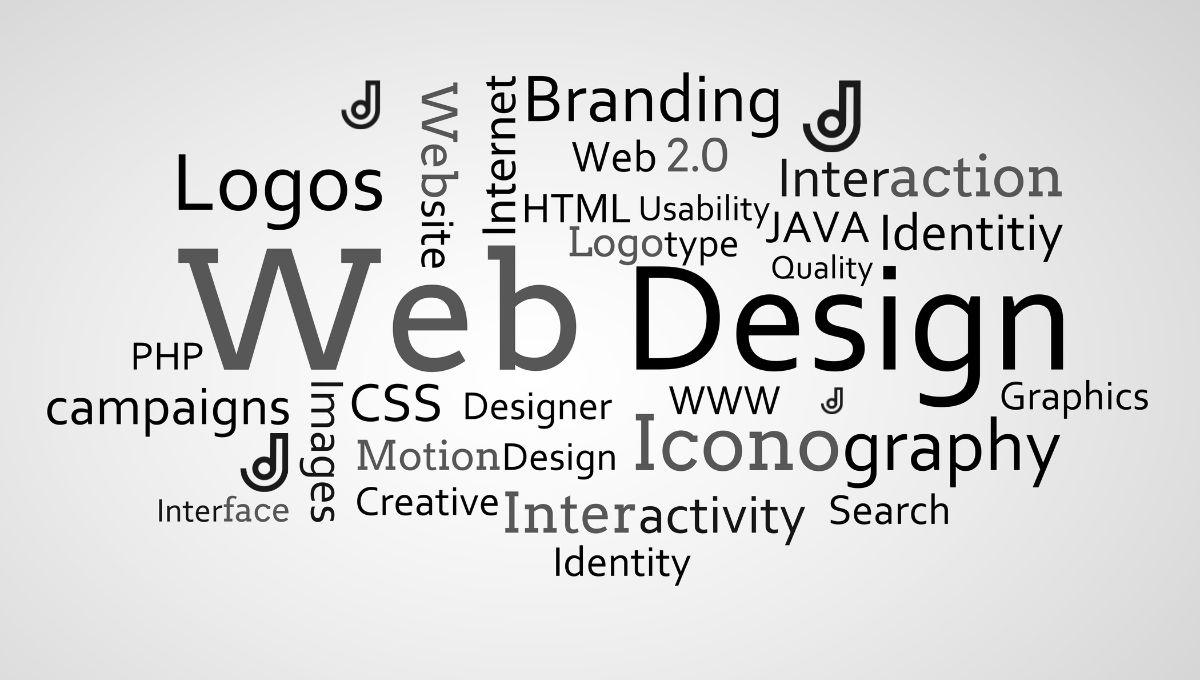 Branding
Website
Internet
Web 2.0
Logos
Interaction
HTML Usability
JAVA Identitiy
Logotype
Quality
Web Design
PHP
campaigns
Images
CSS Designer
WWW
Graphics
MotionDesign
Iconography
Interface
Creative
Interactivity
Search
Identity